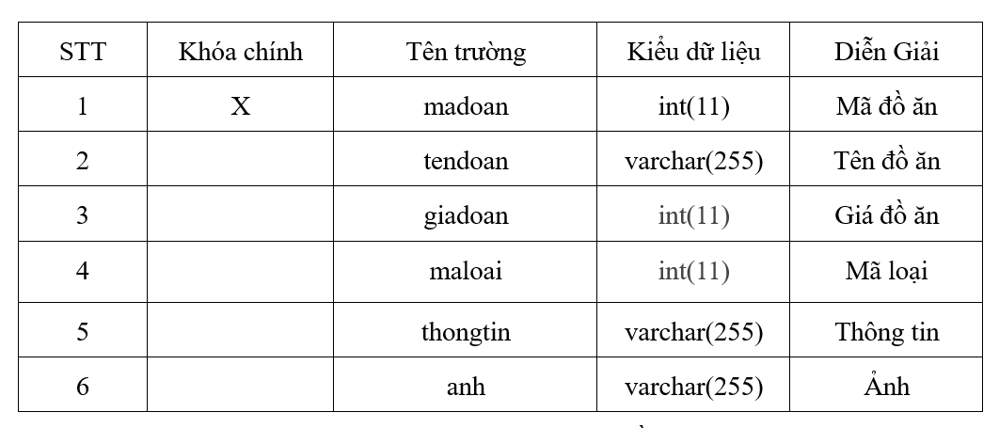 STT Khóa chính Tên trường Kiểu dữ liệu Diễn Giải
1 X madoan int(11) Mã đồ ăn
2 tendoan varchar(255) Tên đồ ăn
3 giadoan int(11) Giá đồ ăn
4 maloai int(11) Mã loại
5 thongtin varchar(255) Thông tin
6 anh varchar(255) Ảnh